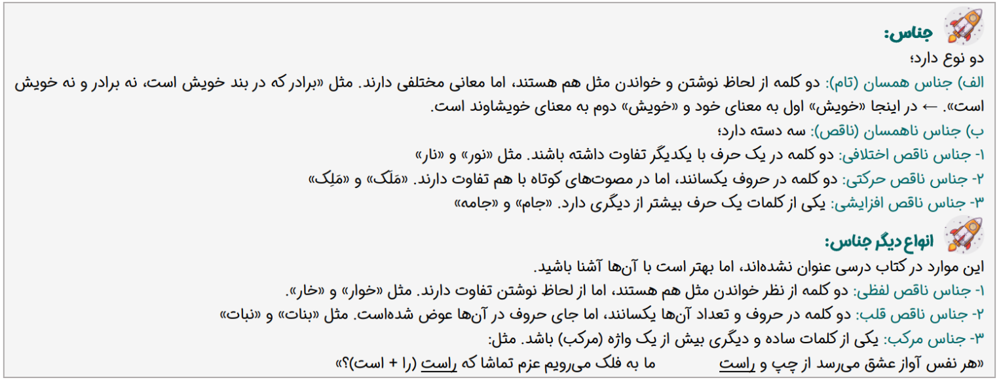 جناس:
دو نوع دارد؛
الف) جناس همسان (تام): دو کلمه از لحاظ نوشتن و خواندن مثل هم هستند، اما معانی مختلفی دارند. مثل «برادر که در بند خویش است، نه برادر و نه خویش
است». ← در اینجا «خویش» اول به معنای خود و «خویش» دوم به معنای خویشاوند است.
ب) جناس ناهمسان (ناقص): سه دسته دارد؛
۱- جناس ناقص اختلافی: دو کلمه در یک حرف با یکدیگر تفاوت داشته باشند. مثل «نور» و «نار»
۲- جناس ناقص حرکتی: دو کلمه در حروف یکسانند، اما در مصوت‌های کوتاه با هم تفاوت دارند. «مَلَک» و «مَلِک»
۳- جناس ناقص افزایشی: یکی از کلمات یک حرف بیشتر از دیگری دارد. «جام» و «جامه»
انواع دیگر جناس:
این موارد در کتاب درسی عنوان نشده‌اند، اما بهتر است با آن‌ها آشنا باشید.
۱- جناس ناقص لفظی: دو کلمه از نظر خواندن مثل هم هستند، اما از لحاظ نوشتن تفاوت دارند. مثل «خوار» و «خار».
۲- جناس ناقص قلب: دو کلمه در حروف و تعداد آن‌ها یکسانند، اما جای حروف در آن‌ها عوض شده‌است. مثل «بنات» و «نبات»
۳- جناس مرکب: یکی از کلمات ساده و دیگری بیش از یک واژه (مرکب) باشد. مثل:
«هر نفس آواز عشق می‌رسد از چپ و راست ما به فلک می‌رویم عزم تماشا که راست (را + است)؟»